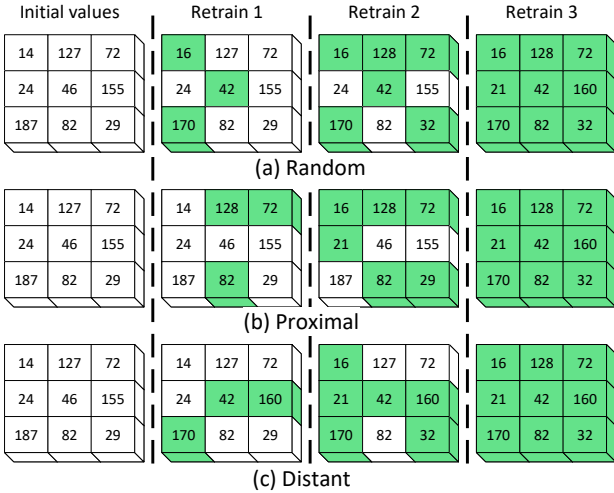 Initial values Retrain 1 Retrain 2 Retrain 3
14 127 72 16 127 72 16 128 72 16 128 72
24 46 155 24 42 155 24 42 155 21 42 160
187 82 29 170 82 29 170 82 32 170 82 32
(a) Random
14 127 72 14 128 72 16 128 72 16 128 72
24 46 155 24 46 155 21 46 155 21 42 160
187 82 29 187 82 29 187 82 29 170 82 32
(b) Proximal
14 127 72 14 127 72 16 127 72 16 128 72
24 46 155 24 42 160 21 42 160 21 42 160
187 82 29 170 82 29 170 82 32 170 82 32
(c) Distant